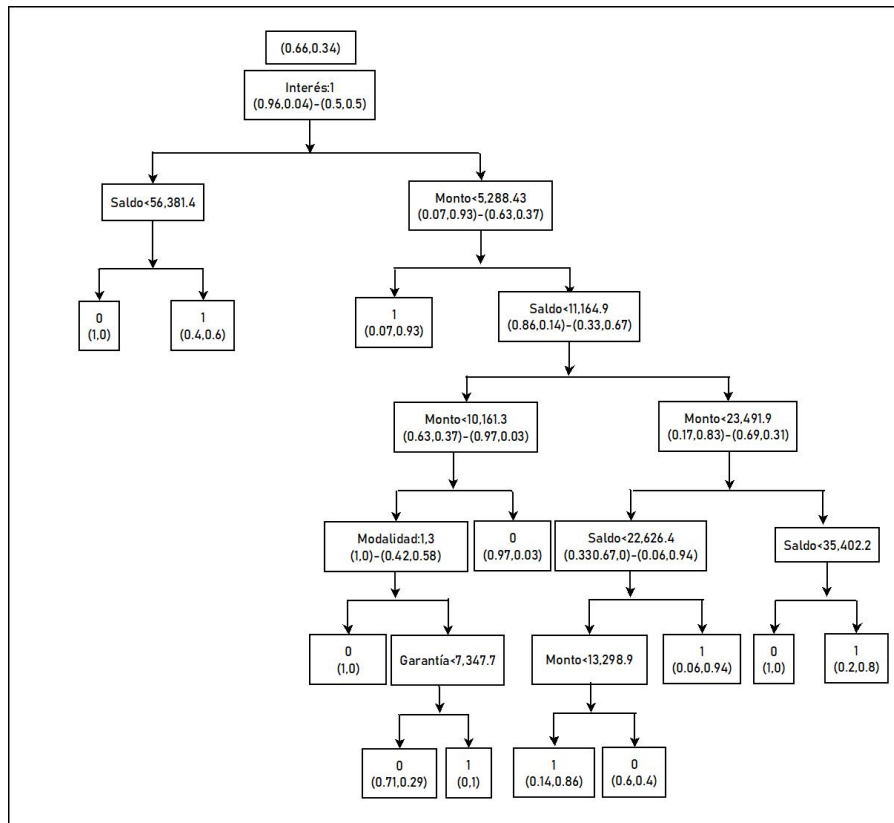 (0.66,0.34)
Interés:1
(0.96,0.04)-(0.5,0.5)
Saldo<56,381.4
Monto<5,288.43
(0.07,0.93)-(0.63,0.37)
0
(1,0)
1
(0.4,0.6)
1
(0.07,0.93)
Saldo<11,164.9
(0.86,0.14)-(0.33,0.67)
Monto<10,161.3
(0.63,0.37)-(0.97,0.03)
Monto<23,491.9
(0.17,0.83)-(0.69,0.31)
Modalidad:1,3
(1,0)-(0.42,0.58)
0
(0.97,0.03)
Saldo<22,626.4
(0.330.67,0)-(0.06,0.94)
Saldo<35,402.2
0
(1,0)
Garantía<7,347.7
Monto<13,298.9
1
(0.06,0.94)
0
(1,0)
1
(0.2,0.8)
0
(0.71,0.29)
1
(0,1)
1
(0.14,0.86)
0
(0.6,0.4)